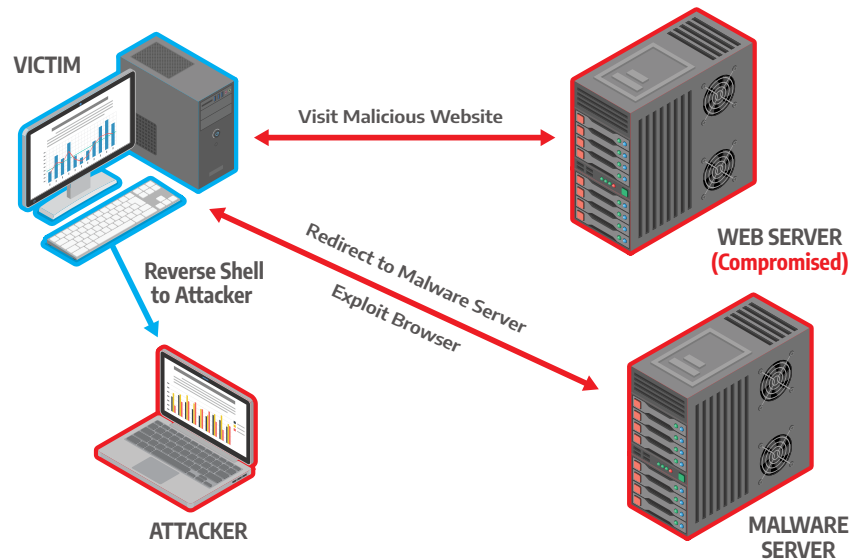 VICTIM
Visit Malicious Website
WEB SERVER
(Compromised)
Redirect to Malware Server
Exploit Browser
Reverse Shell
to Attacker
ATTACKER
MALWARE
SERVER